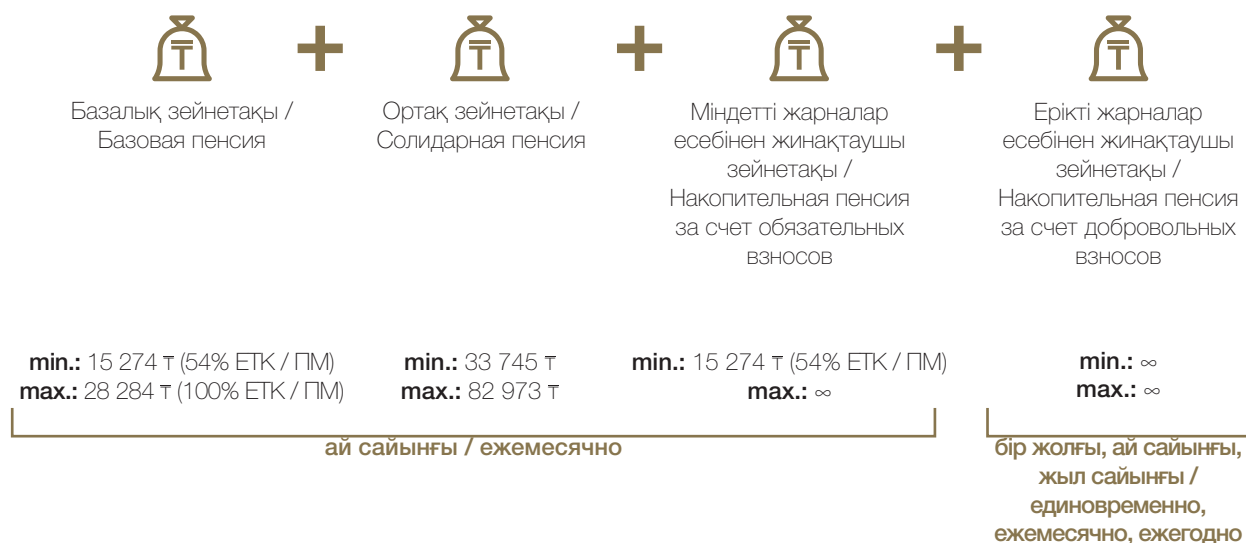 Базалық зейнетақы /
Базовая пенсия
Ортақ зейнетақы /
Солидарная пенсия
Міндетті жарналар
есебінен жинақтаушы
зейнетақы /
Накопительная пенсия
за счет обязательных
взносов
Ерікті жарналар
есебінен жинақтаушы
зейнетақы /
Накопительная пенсия
за счет добровольных
взносов
min.: 15 274 ₸ (54% ЕТК / ПМ)
max.: 28 284 ₸ (100% ЕТК / ПМ)
min.: 33 745 ₸
max.: 82 973 ₸
min.: 15 274 ₸ (54% ЕТК / ПМ)
max.: ∞
min.: ∞
max.: ∞
ай сайынғы / ежемесячно
бір жолғы, ай сайынғы,
жыл сайынғы /
единовременно,
ежемесячно, ежегодно